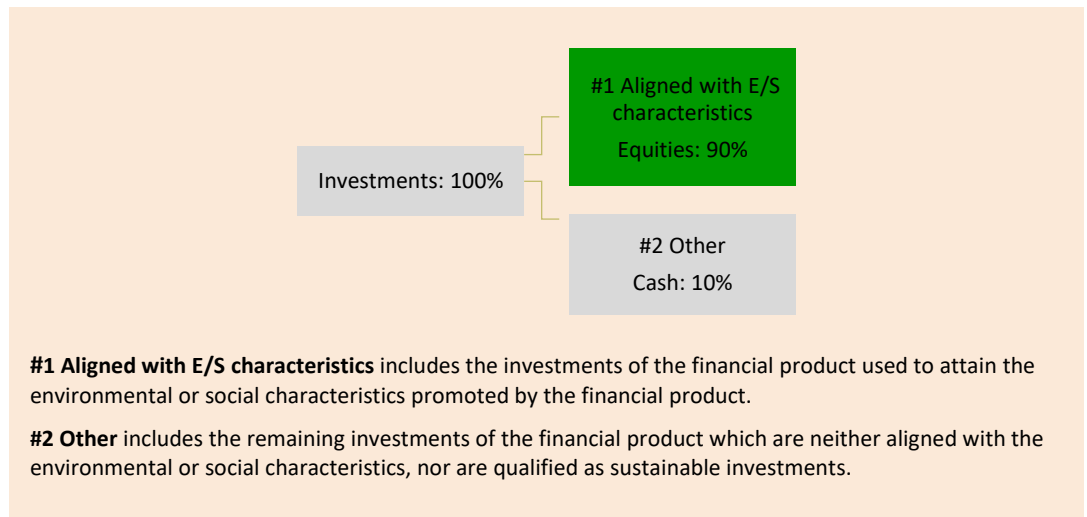 #1 Aligned with E/S
characteristics
Equities: 90%
Investments: 100%
#2 Other
Cash: 10%
#1 Aligned with E/S characteristics includes the investments of the financial product used to attain the
environmental or social characteristics promoted by the financial product.
#2 Other includes the remaining investments of the financial product which are neither aligned with the
environmental or social characteristics, nor are qualified as sustainable investments.